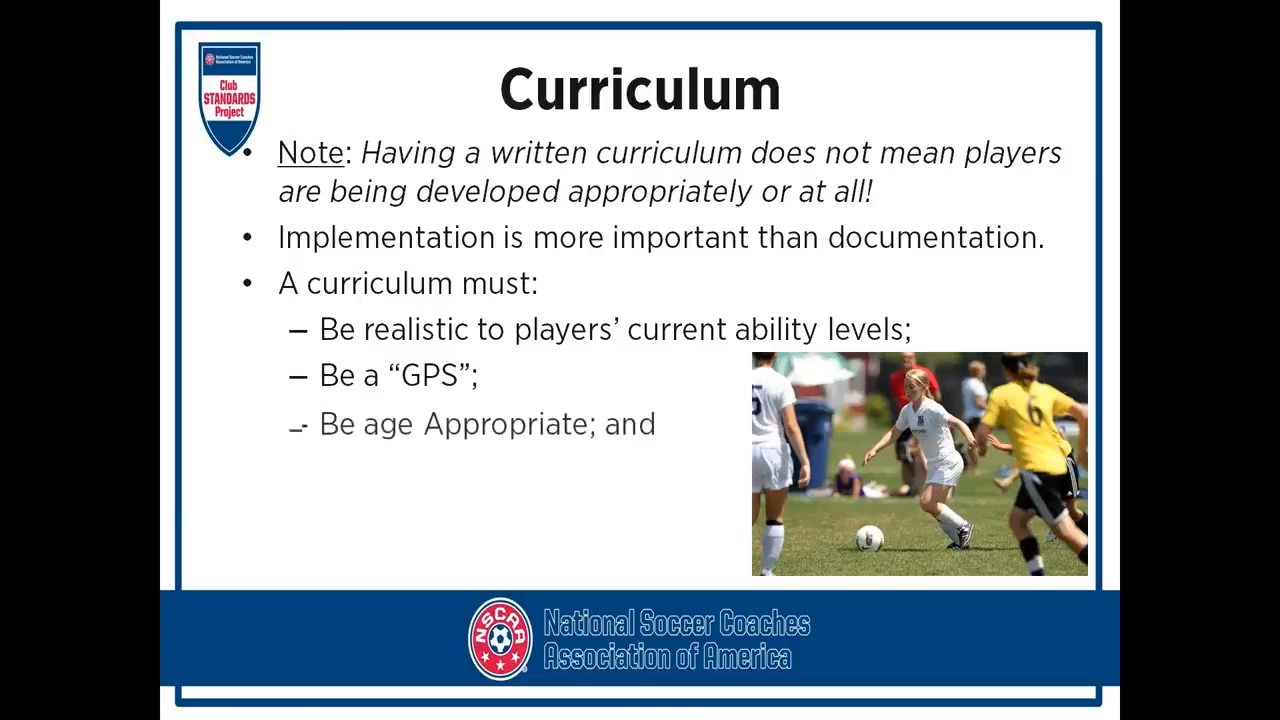 National Soccer Coaches
Association of America
Club
STANDARDS
Project
Curriculum
• Note: Having a written curriculum does not mean players
are being developed appropriately or at all!
• Implementation is more important than documentation.
• A curriculum must:
– Be realistic to players’ current ability levels;
– Be a “GPS”;
– Be age Appropriate; and
5
6
NSCAA
National Soccer Coaches
Association of America